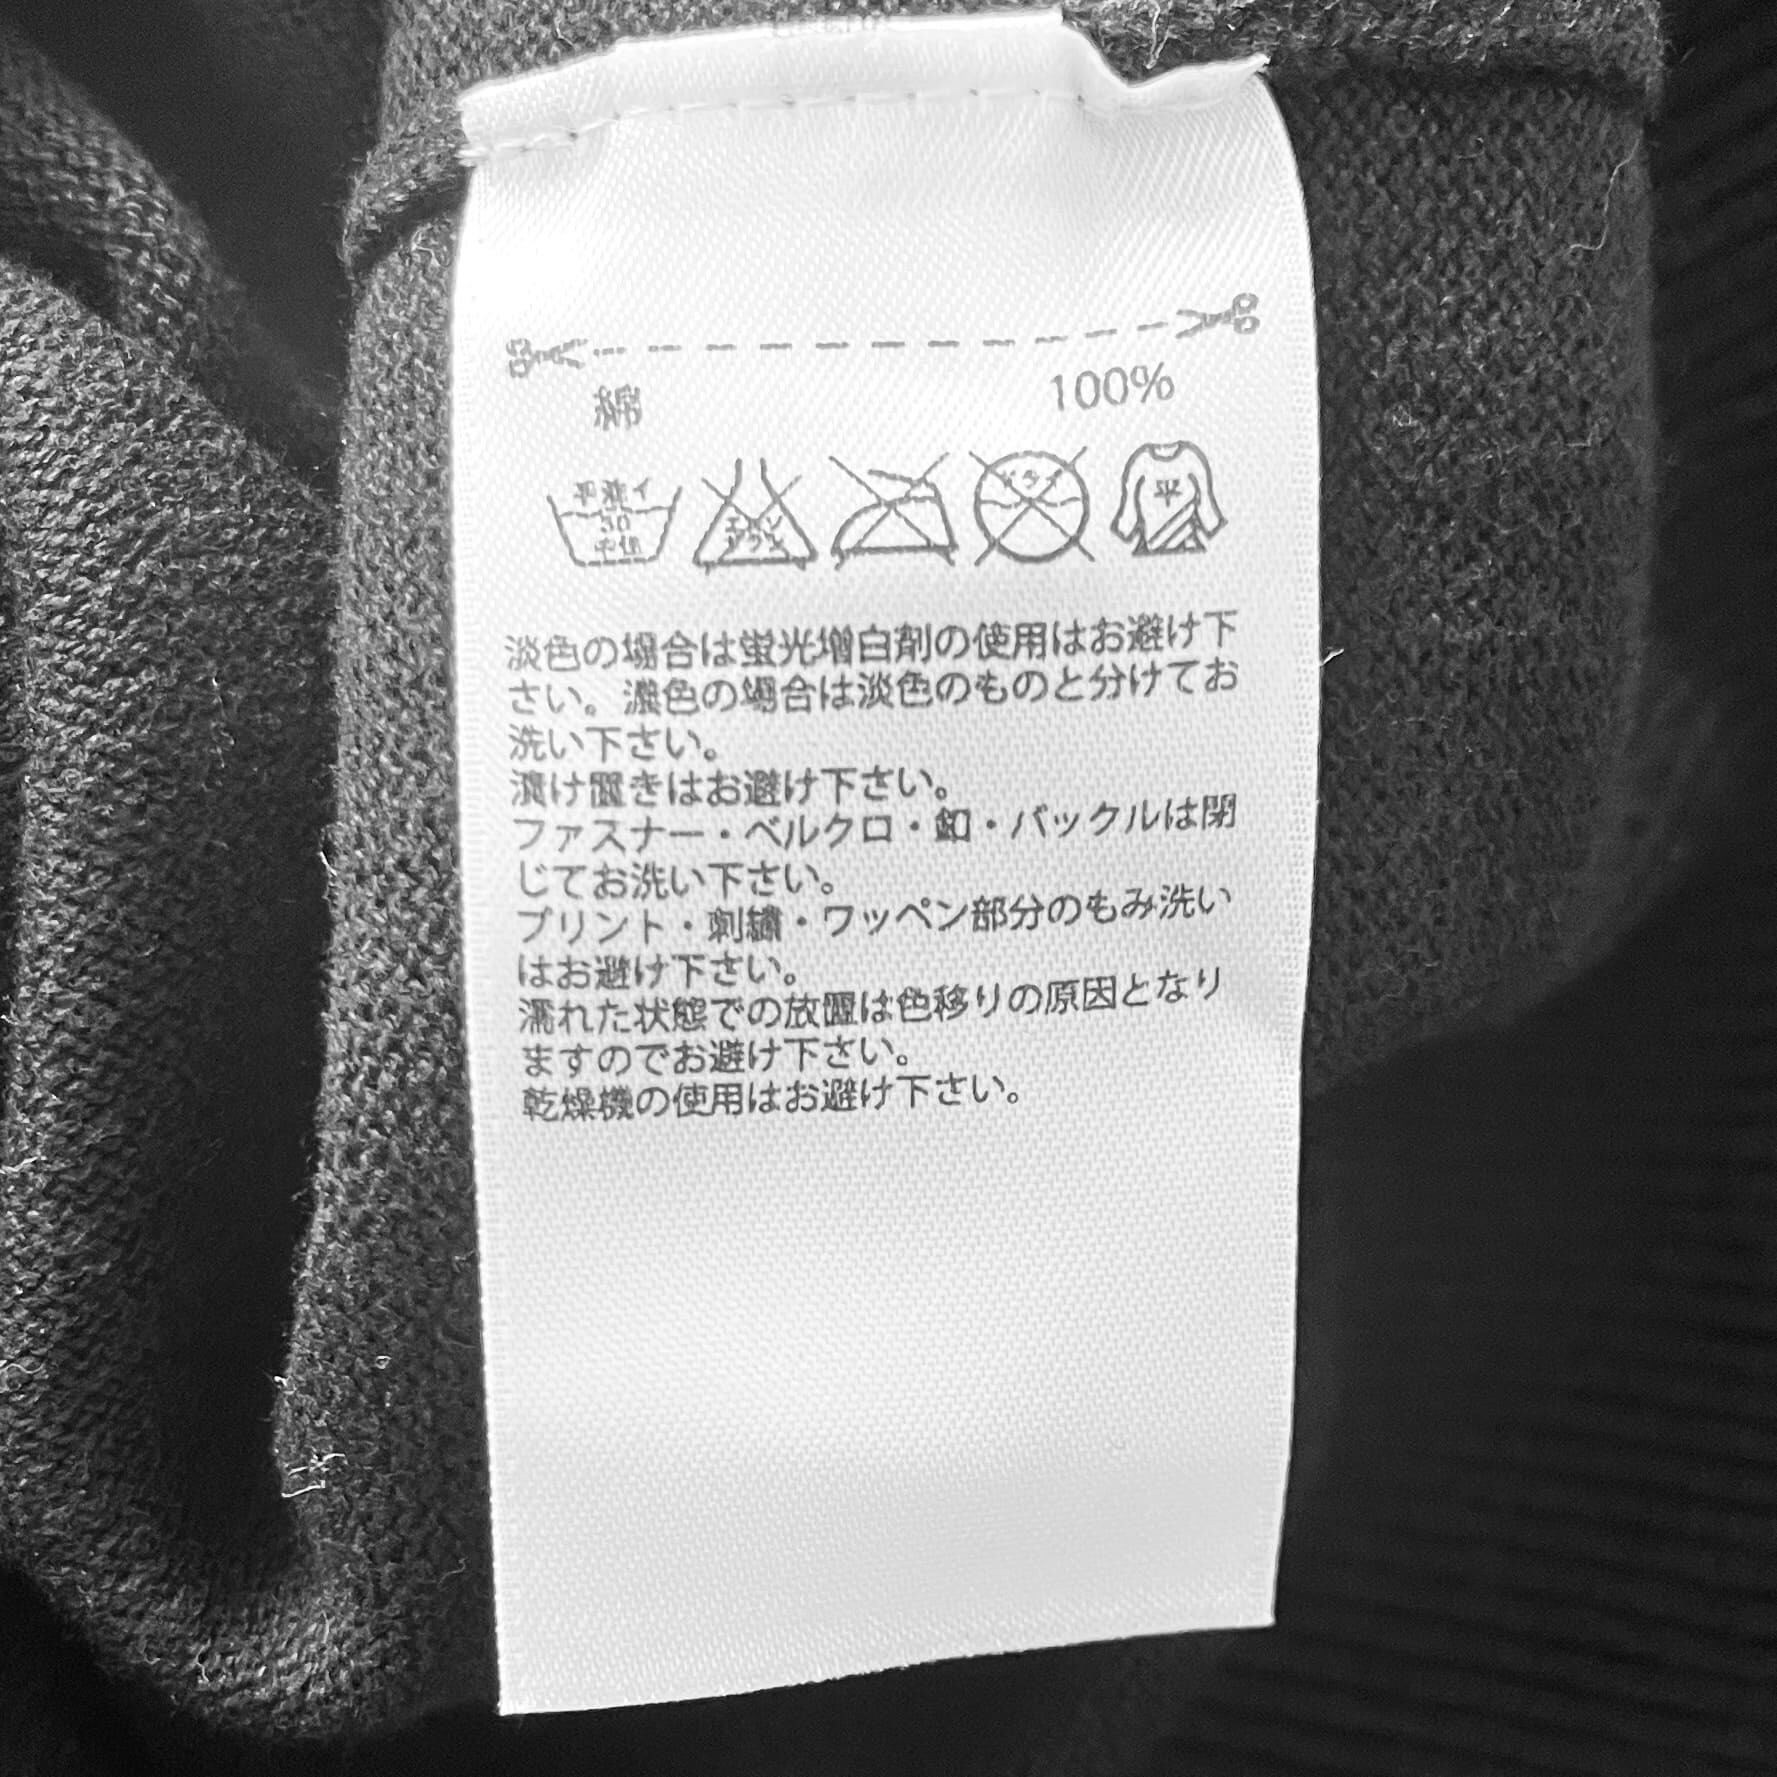 綿 100%
手洗イ
30
中性
エンソ
サラシ
ドライ
平
淡色の場合は蛍光増白剤の使用はお避け下
さい。濃色の場合は淡色のものと分けてお
洗い下さい。
漬け置きはお避け下さい。
ファスナー・ベルクロ・釦・バックルは閉
じてお洗い下さい。
プリント・刺繍・ワッペン部分のもみ洗い
はお避け下さい。
濡れた状態での放置は色移りの原因となり
ますのでお避け下さい。
乾燥機の使用はお避け下さい。